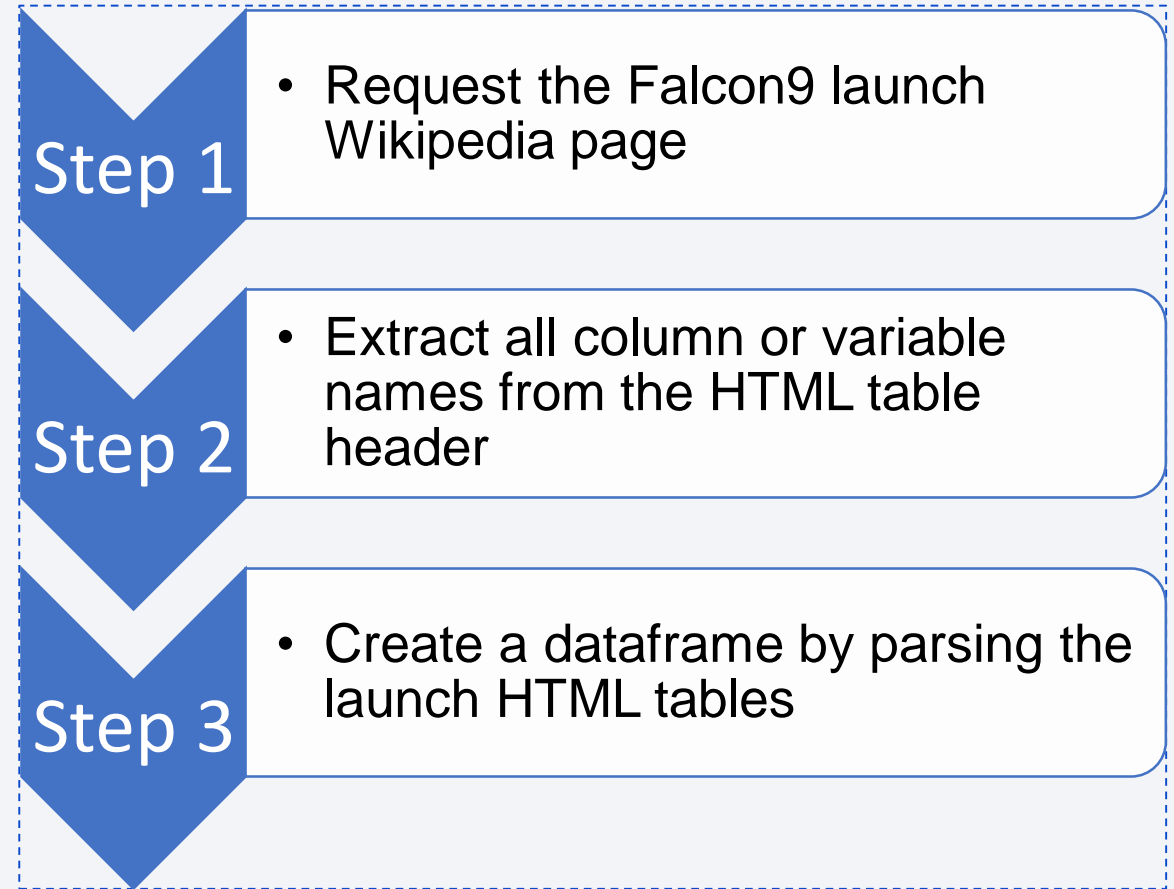 Step 1
• Request the Falcon9 launch
Wikipedia page
Step 2
• Extract all column or variable
names from the HTML table
header
Step 3
• Create a dataframe by parsing the
launch HTML tables